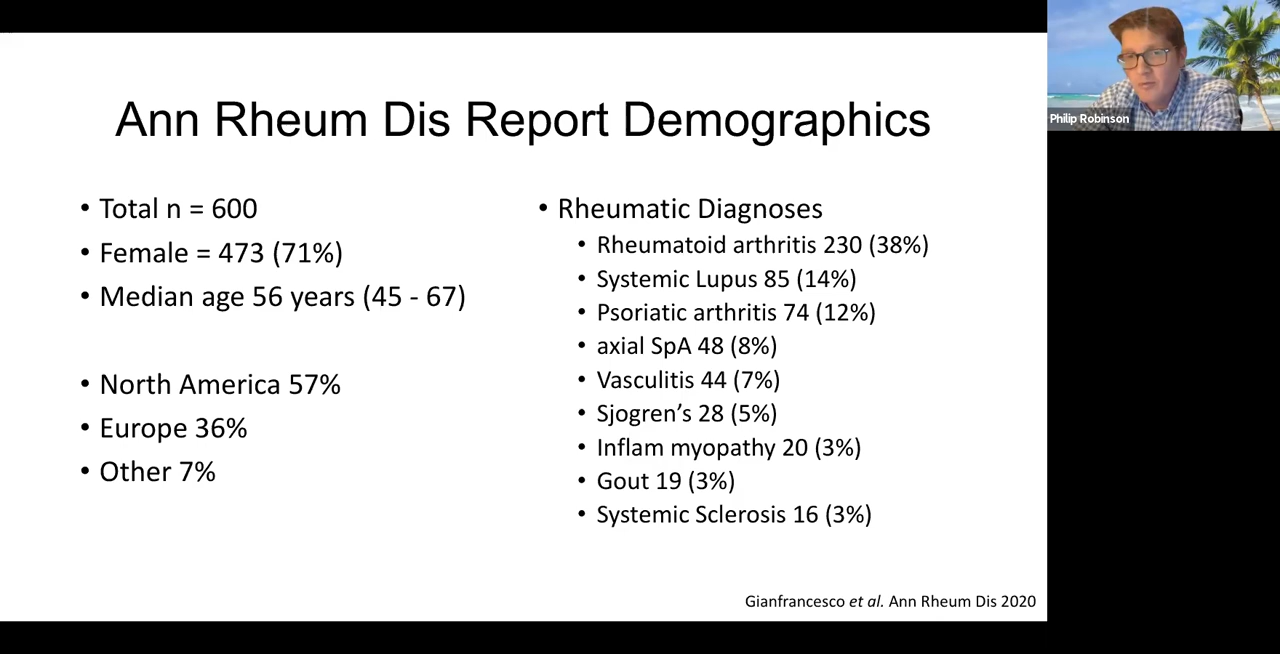 Ann Rheum Dis Report Demographics
• Total n = 600
• Female = 473 (71%)
• Median age 56 years (45 - 67)
• North America 57%
• Europe 36%
• Other 7%
• Rheumatic Diagnoses
• Rheumatoid arthritis 230 (38%)
• Systemic Lupus 85 (14%)
• Psoriatic arthritis 74 (12%)
• axial SpA 48 (8%)
• Vasculitis 44 (7%)
• Sjogren’s 28 (5%)
• Inflam myopathy 20 (3%)
• Gout 19 (3%)
• Systemic Sclerosis 16 (3%)
Gianfrancesco et al. Ann Rheum Dis 2020
Philip Robinson